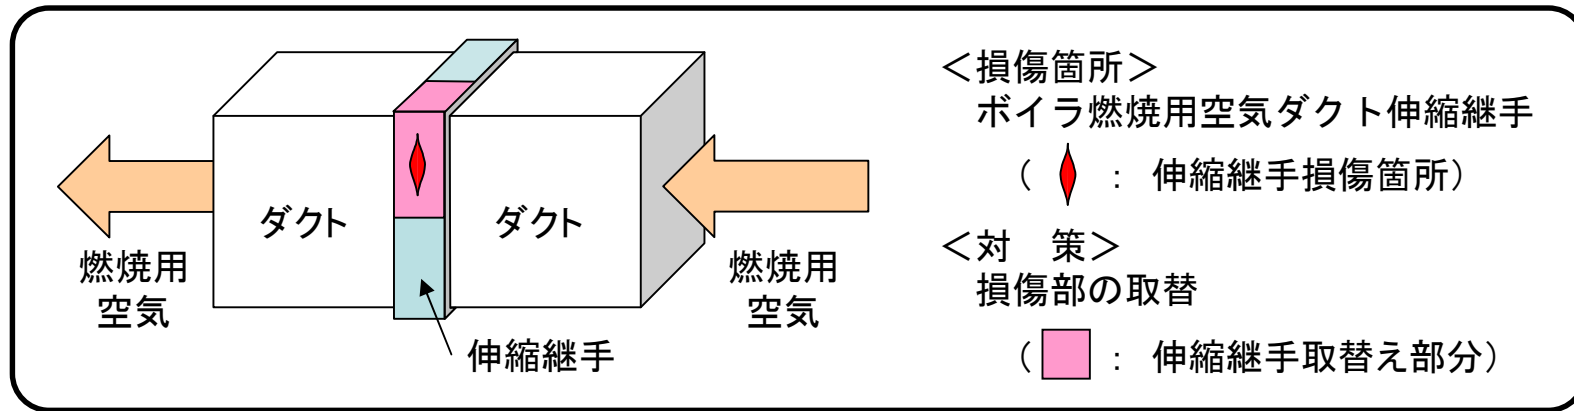 ダクト
ダクト
燃焼用
空気
燃焼用
空気
伸縮継手
＜損傷箇所＞
ボイラ燃焼用空気ダクト伸縮継手
（ ： 伸縮継手損傷箇所）
＜対　策＞
損傷部の取替
（ ： 伸縮継手取替え部分）